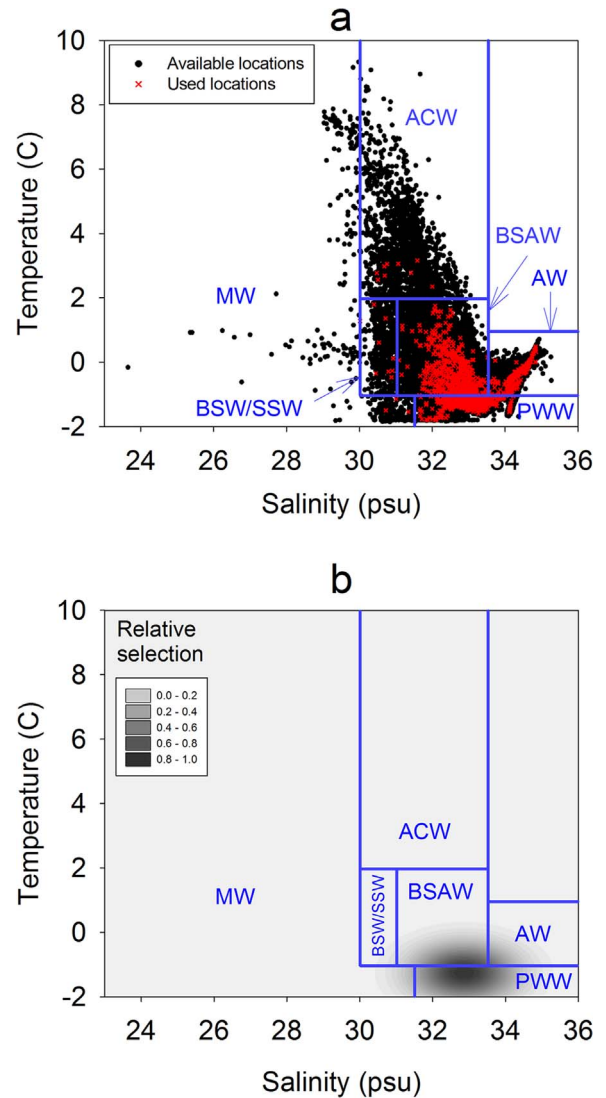 a
10
Available locations
Used locations
8
ACW
6
4
BSAW
MW
AW
2
0
BSW/SSW
PWW
-2
Temperature (C)
24 26 28 30 32 34 36
Salinity (psu)
b
10
Relative
selection
8
0.0 - 0.2
0.2 - 0.4
0.4 - 0.6
0.6 - 0.8
0.8 - 1.0
6
4
ACW
2
MW
BSW/SSW
BSAW
0
AW
PWW
-2
Temperature (C)
24 26 28 30 32 34 36
Salinity (psu)